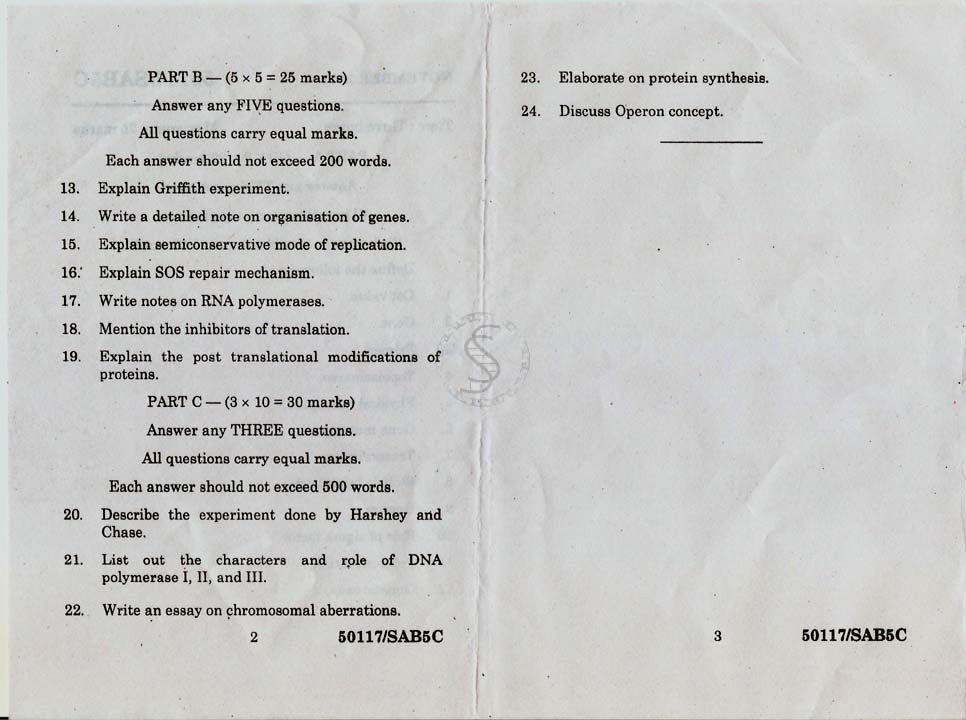 PART B — (5 × 5 = 25 marks)
Answer any FIVE questions.
All questions carry equal marks.
Each answer should not exceed 200 words.
13. Explain Griffith experiment.
14. Write a detailed note on organisation of genes.
15. Explain semiconservative mode of replication.
16. Explain SOS repair mechanism.
17. Write notes on RNA polymerases.
18. Mention the inhibitors of translation.
19. Explain the post translational modifications of
proteins.
PART C — (3 × 10 = 30 marks)
Answer any THREE questions.
All questions carry equal marks.
Each answer should not exceed 500 words.
20. Describe the experiment done by Harshey and
Chase.
21. List out the characters and role of DNA
polymerase I, II, and III.
22. Write an essay on chromosomal aberrations.
2 50117/SAB5C
23. Elaborate on protein synthesis.
24. Discuss Operon concept.
3 50117/SAB5C